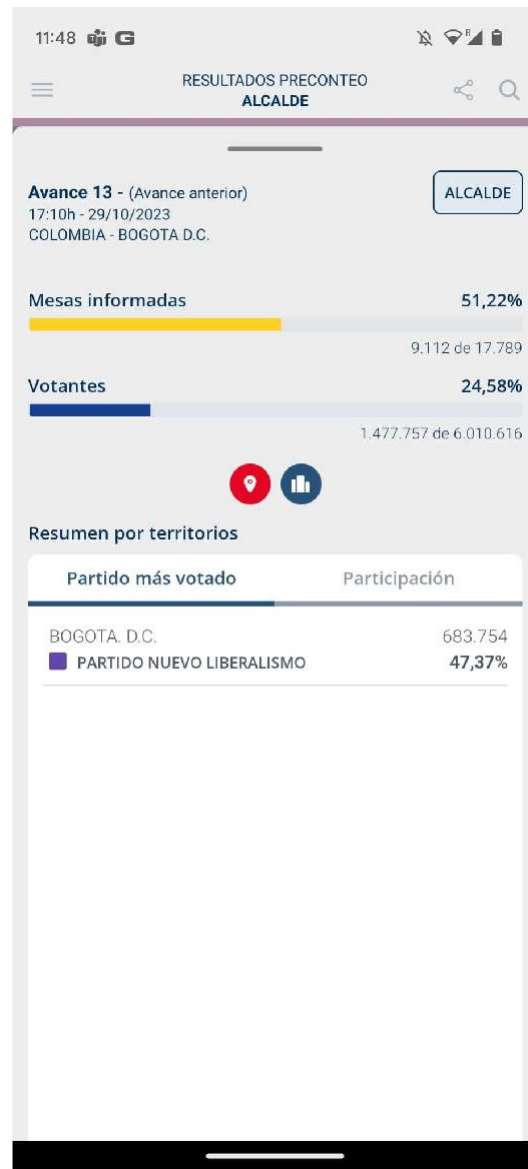 11:48
RESULTADOS PRECONTEO
ALCALDE
Avance 13 - (Avance anterior)
ALCALDE
17:10h - 29/10/2023
COLOMBIA - BOGOTA D.C.
Mesas informadas 51,22%
9.112 de 17.789
Votantes 24,58%
1.477.757 de 6.010.616
Resumen por territorios
Partido más votado Participación
BOGOTA. D.C. 683.754
PARTIDO NUEVO LIBERALISMO 47,37%